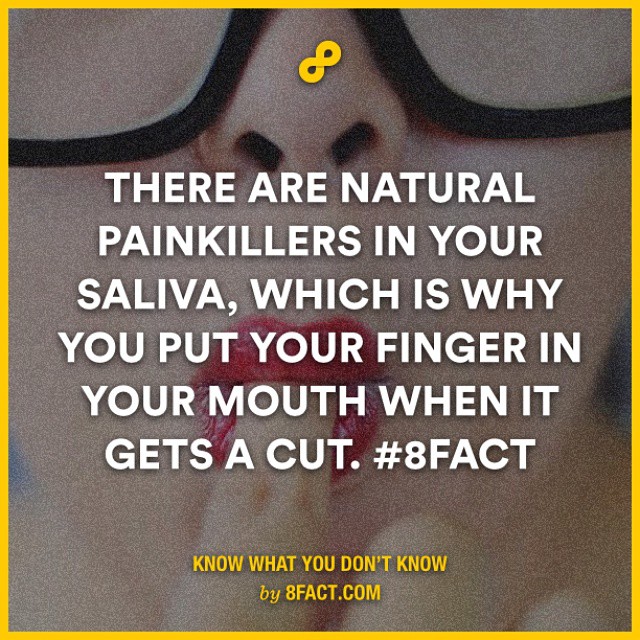 THERE ARE NATURAL
PAINKILLERS IN YOUR
SALIVA, WHICH IS WHY
YOU PUT YOUR FINGER IN
YOUR MOUTH WHEN IT
GETS A CUT. #8FACT
KNOW WHAT YOU DON'T KNOW
by 8FACT.COM